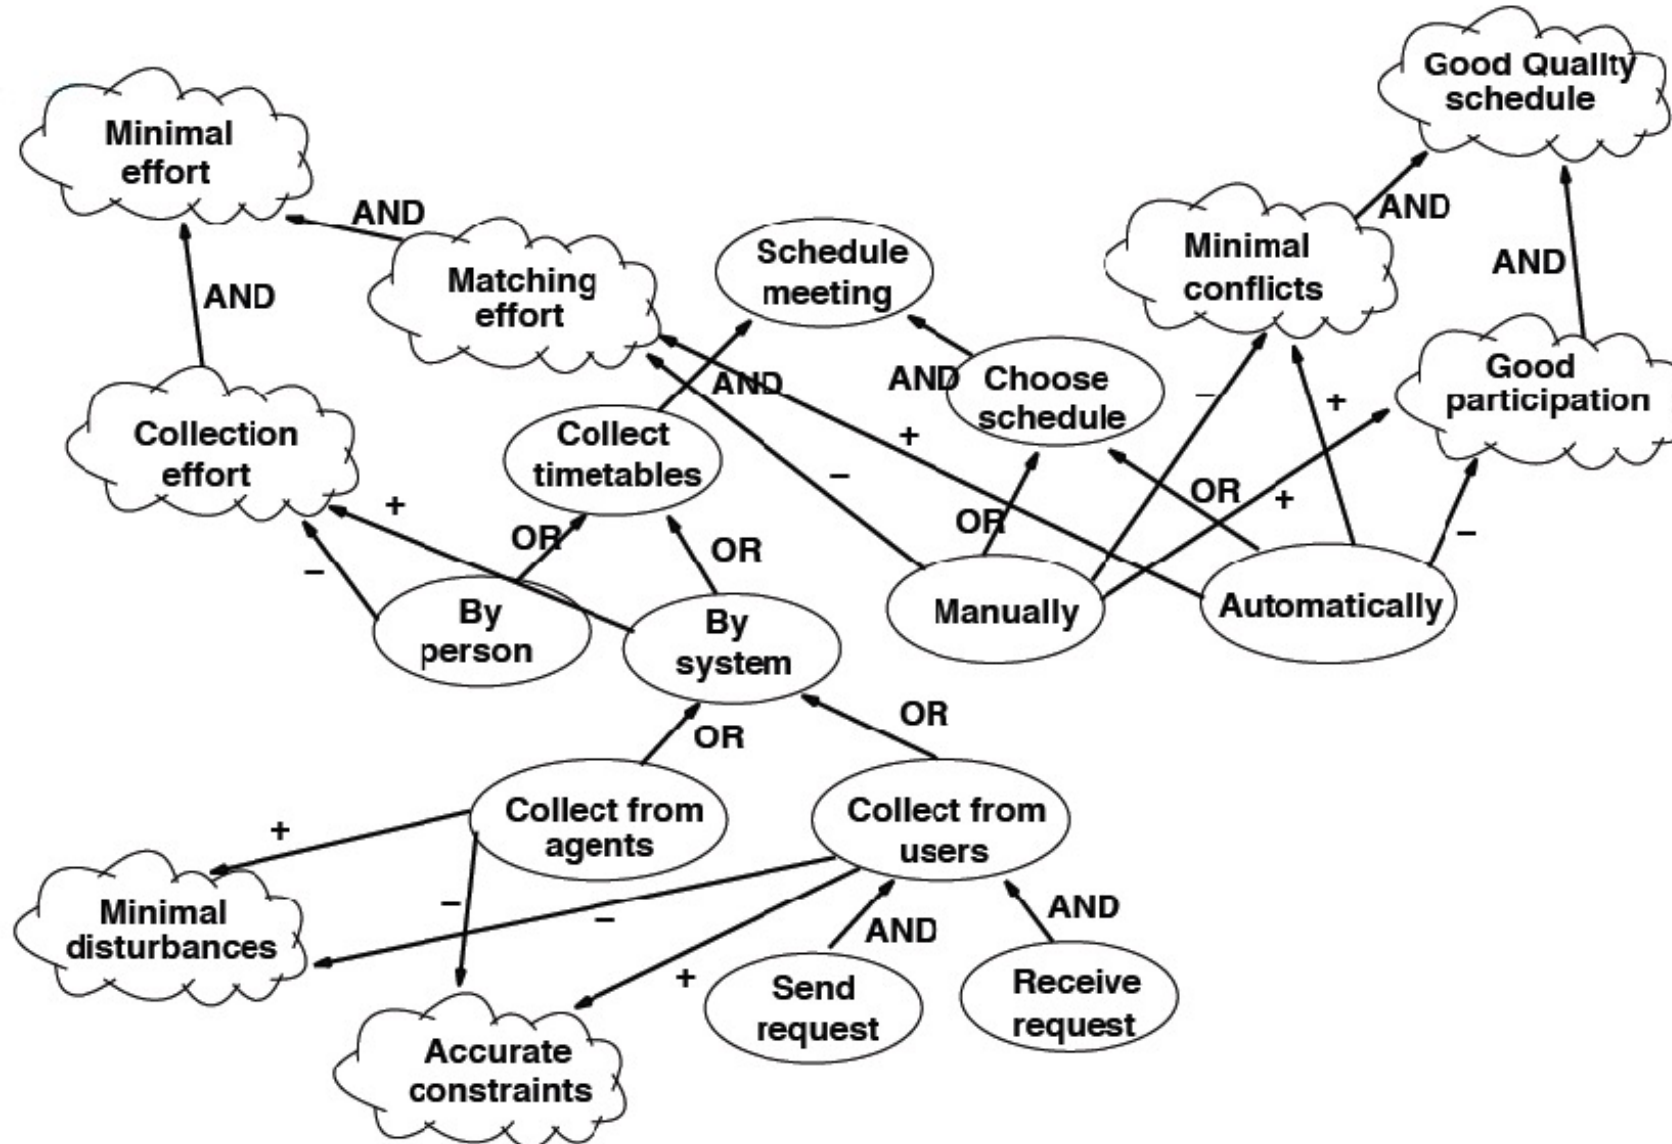 Good Quality
schedule
Minimal
effort
AND
AND
Minimal
conflicts
Schedule
meeting
Matching
effort
AND
AND
Good
participation
AND
AND
Choose
schedule
–
+
Collection
effort
Collect
timetables
+
–
+
OR
+
OR
OR
OR
–
–
By
person
By
system
Manually
Automatically
OR
OR
Collect from
agents
Collect from
users
+
–
–
AND
AND
Minimal
disturbances
+
Send
request
Receive
request
Accurate
constraints